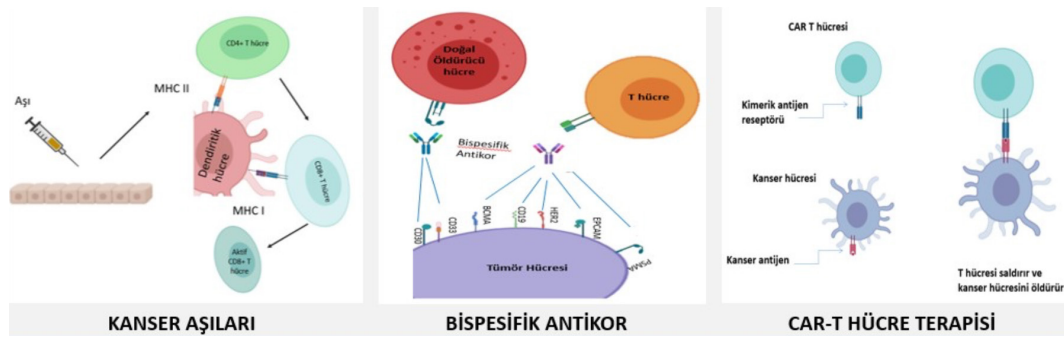 Aşı
MHC II
CD4+ T hücre
Dendiritik
hücre
CD8+ T hücre
MHC I
Aktif
CD8+ T
hücre
KANSER AŞILARI
Doğal
Öldürücü
hücre
T hücre
Bispesifik
Antikor
CD30
CD33
BCMA
CD19
HER2
EPCAM
PSMA
Tümör Hücresi
BİSPESİFİK ANTİKOR
CAR T hücresi
Kimerik antijen
reseptörü
Kanser hücresi
Kanser antijen
T hücresi saldırır ve
kanser hücresini öldürür
CAR-T HÜCRE TERAPİSİ